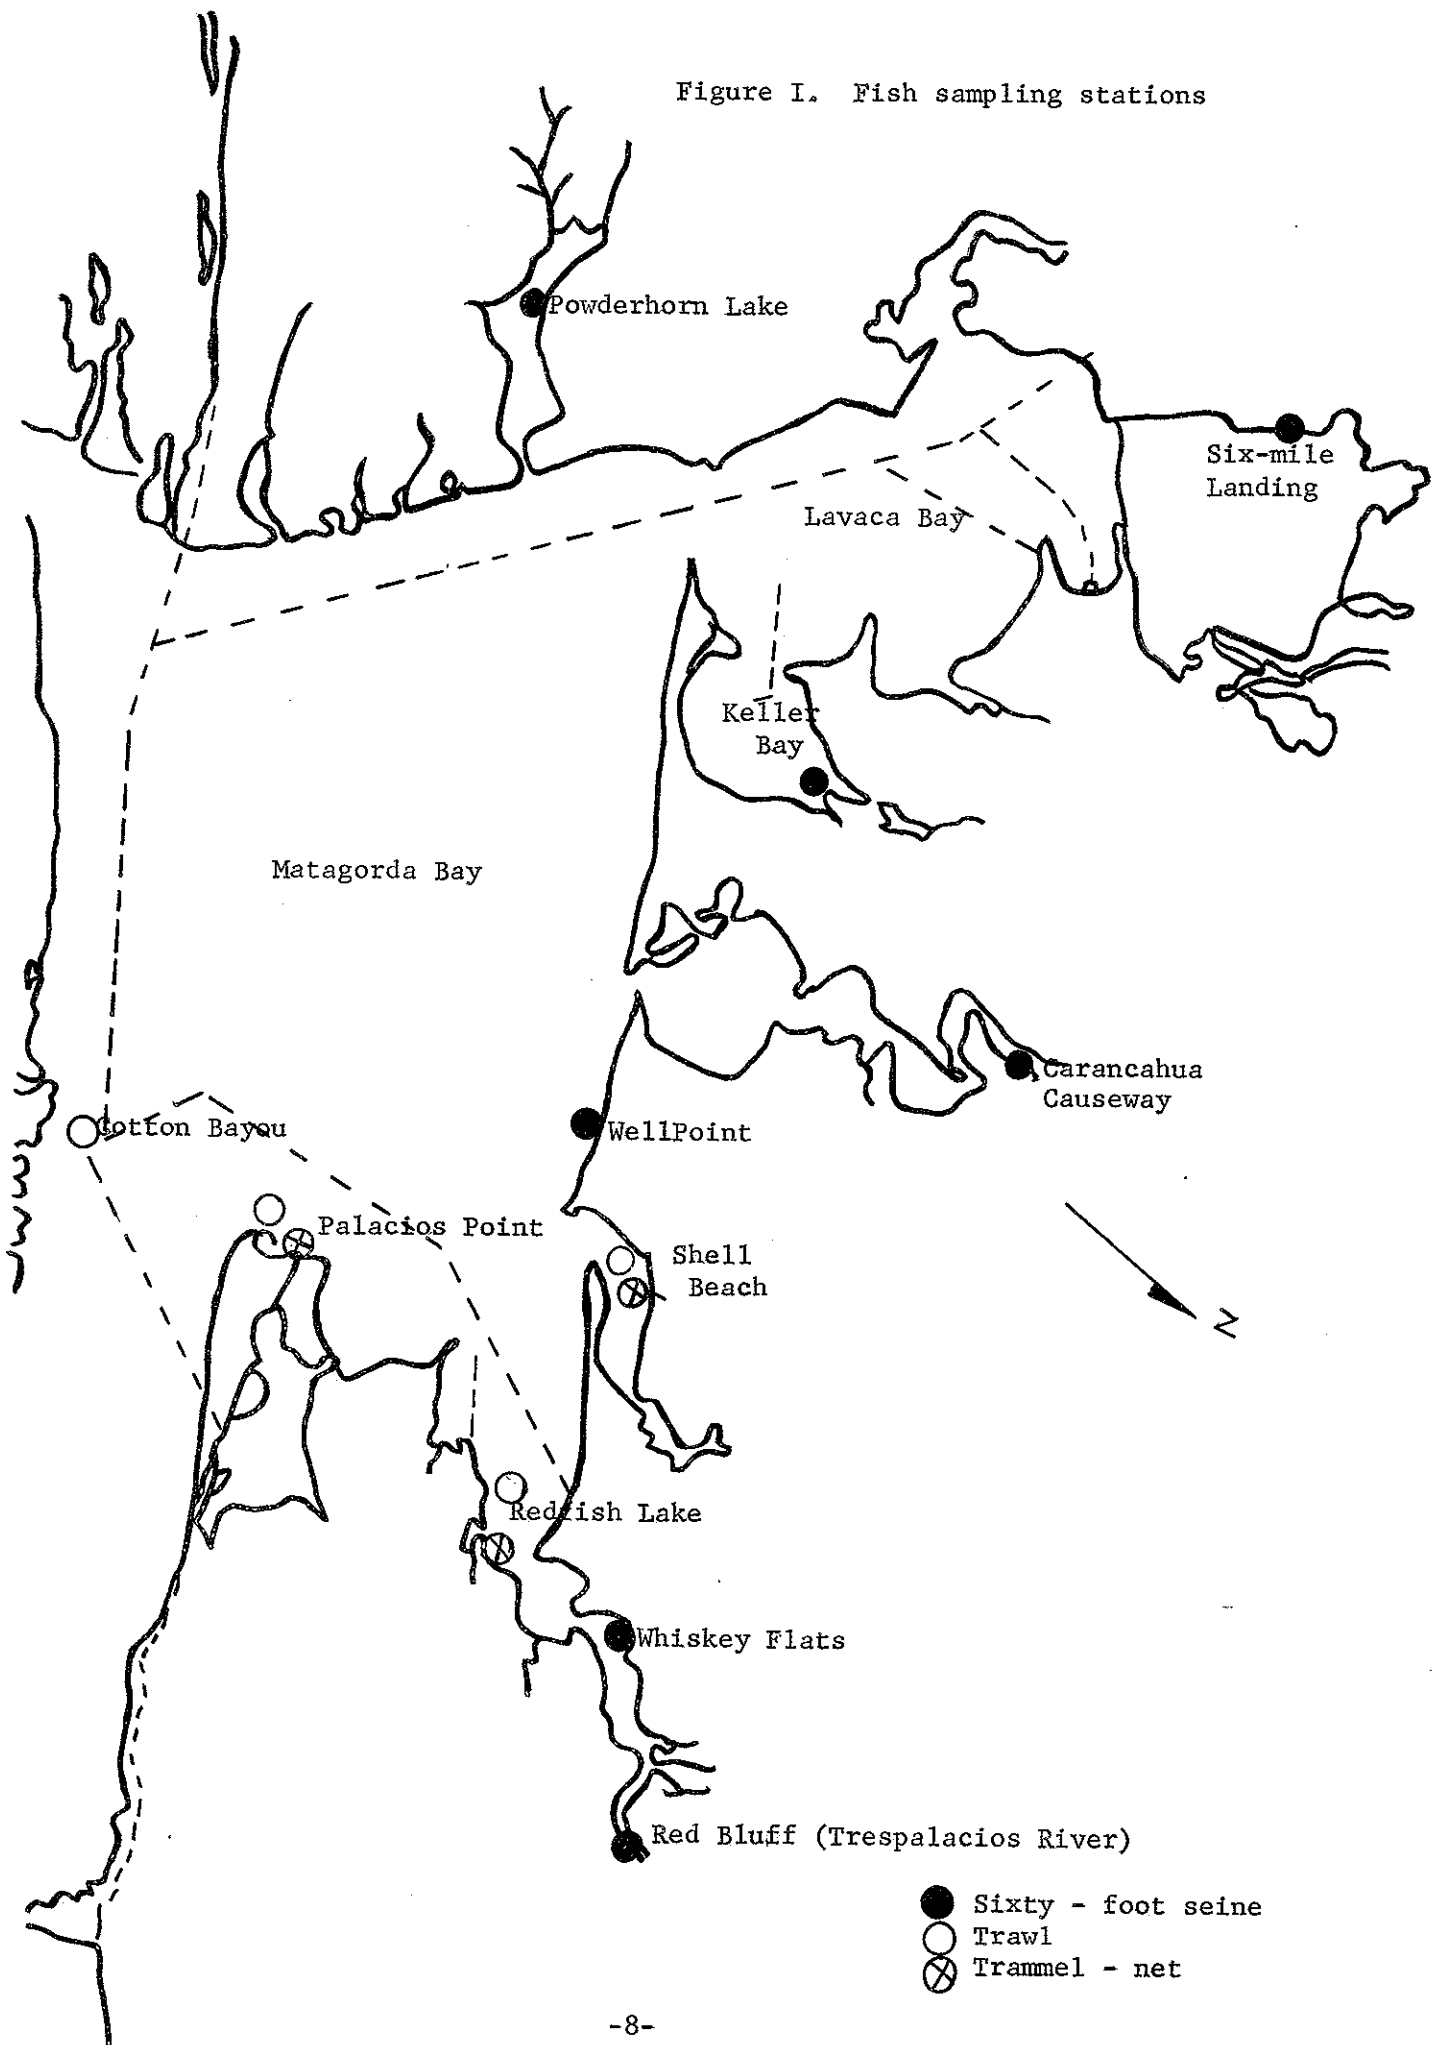 Figure I. Fish sampling stations
Powderhorn Lake
Six-mile
Landing
Lavaca Bay
Keller
Bay
Matagorda Bay
Carancahua
Causeway
Cotton Bayou
WellPoint
Palacios Point
Shell
Beach
N
Redfish Lake
Whiskey Flats
Red Bluff (Trespalacios River)
Sixty - foot seine
Trawl
Trammel - net
-8-